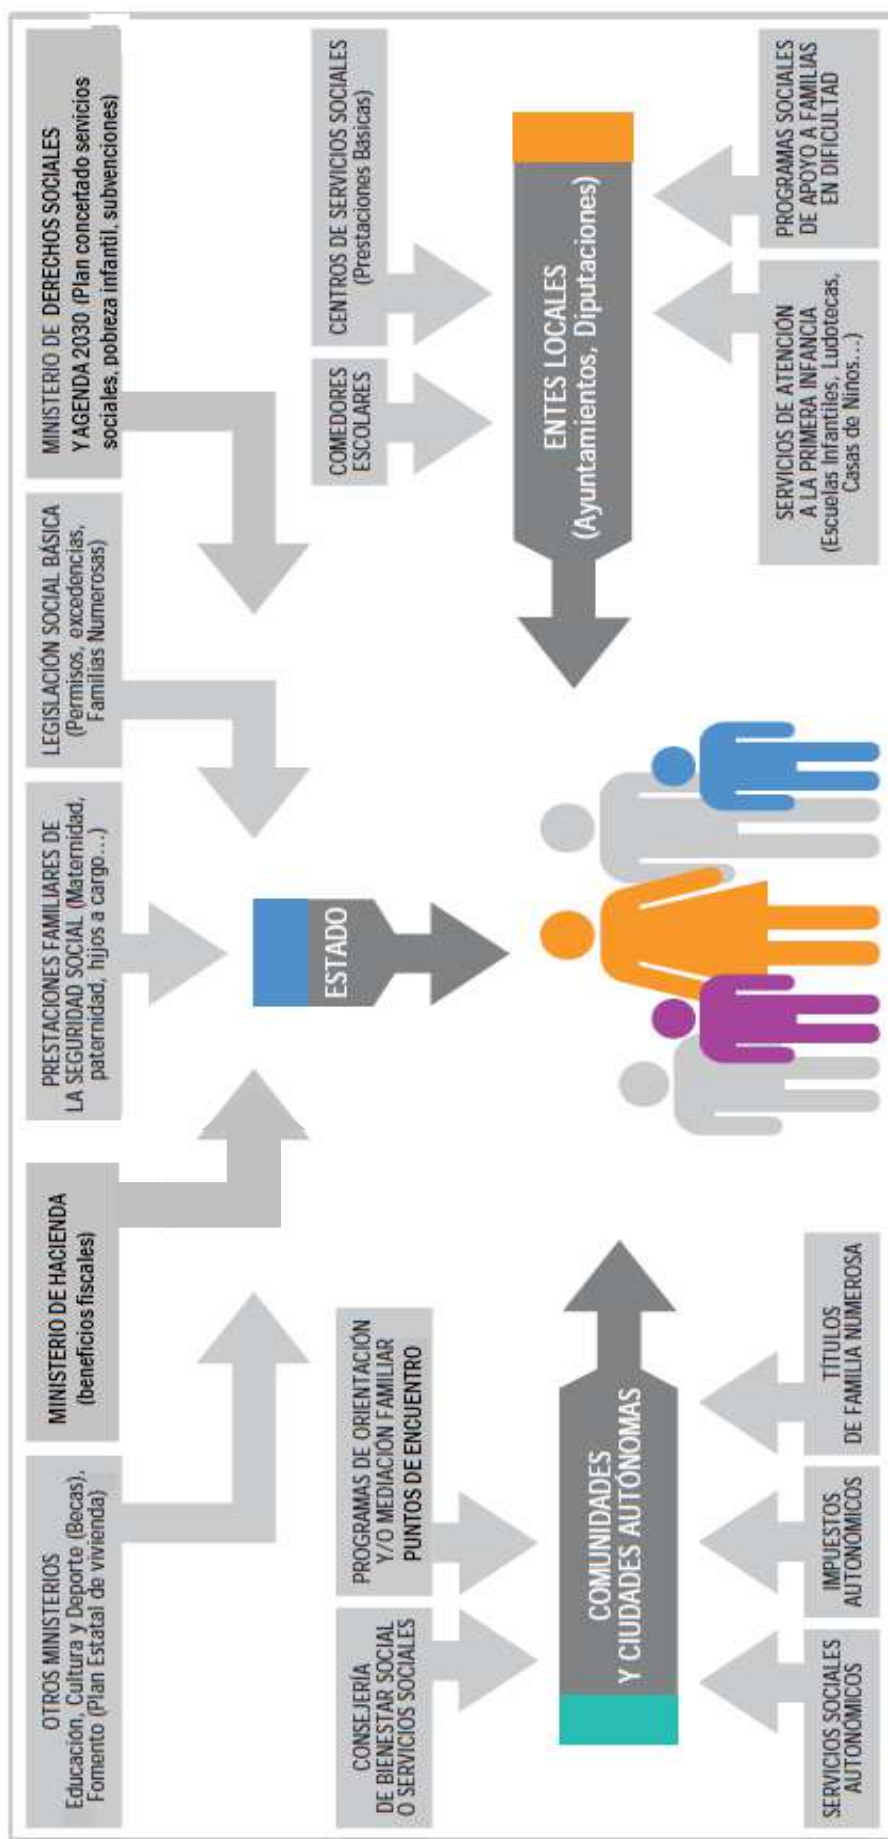 OTROS MINISTERIOS
Educación, Cultura y Deporte (Becas),
Fomento (Plan Estatal de vivienda)
MINISTERIO DE HACIENDA
(beneficios fiscales)
PRESTACIONES FAMILIARES DE
LA SEGURIDAD SOCIAL (Maternidad,
paternidad, hijos a cargo...)
LEGISLACIÓN SOCIAL BÁSICA
(Permisos, excedencias,
Familias Numerosas)
MINISTERIO DE DERECHOS SOCIALES
Y AGENDA 2030 (Plan concertado servicios
sociales, pobreza infantil, subvenciones)
ESTADO
CONSEJERÍA
DE BIENESTAR SOCIAL
O SERVICIOS SOCIALES
PROGRAMAS DE ORIENTACIÓN
Y/O MEDIACIÓN FAMILIAR
PUNTOS DE ENCUENTRO
COMUNIDADES
Y CIUDADES AUTÓNOMAS
SERVICIOS SOCIALES
AUTONÓMICOS
IMPUESTOS
AUTONÓMICOS
TÍTULOS
DE FAMILIA NUMEROSA
COMEDORES
ESCOLARES
CENTROS DE SERVICIOS SOCIALES
(Prestaciones Basicas)
ENTES LOCALES
(Ayuntamientos, Diputaciones)
SERVICIOS DE ATENCIÓN
A LA PRIMERA INFANCIA
(Escuelas Infantiles, Ludotecas,
Casas de Niños...)
PROGRAMAS SOCIALES
DE APOYO A FAMILIAS
EN DIFICULTAD